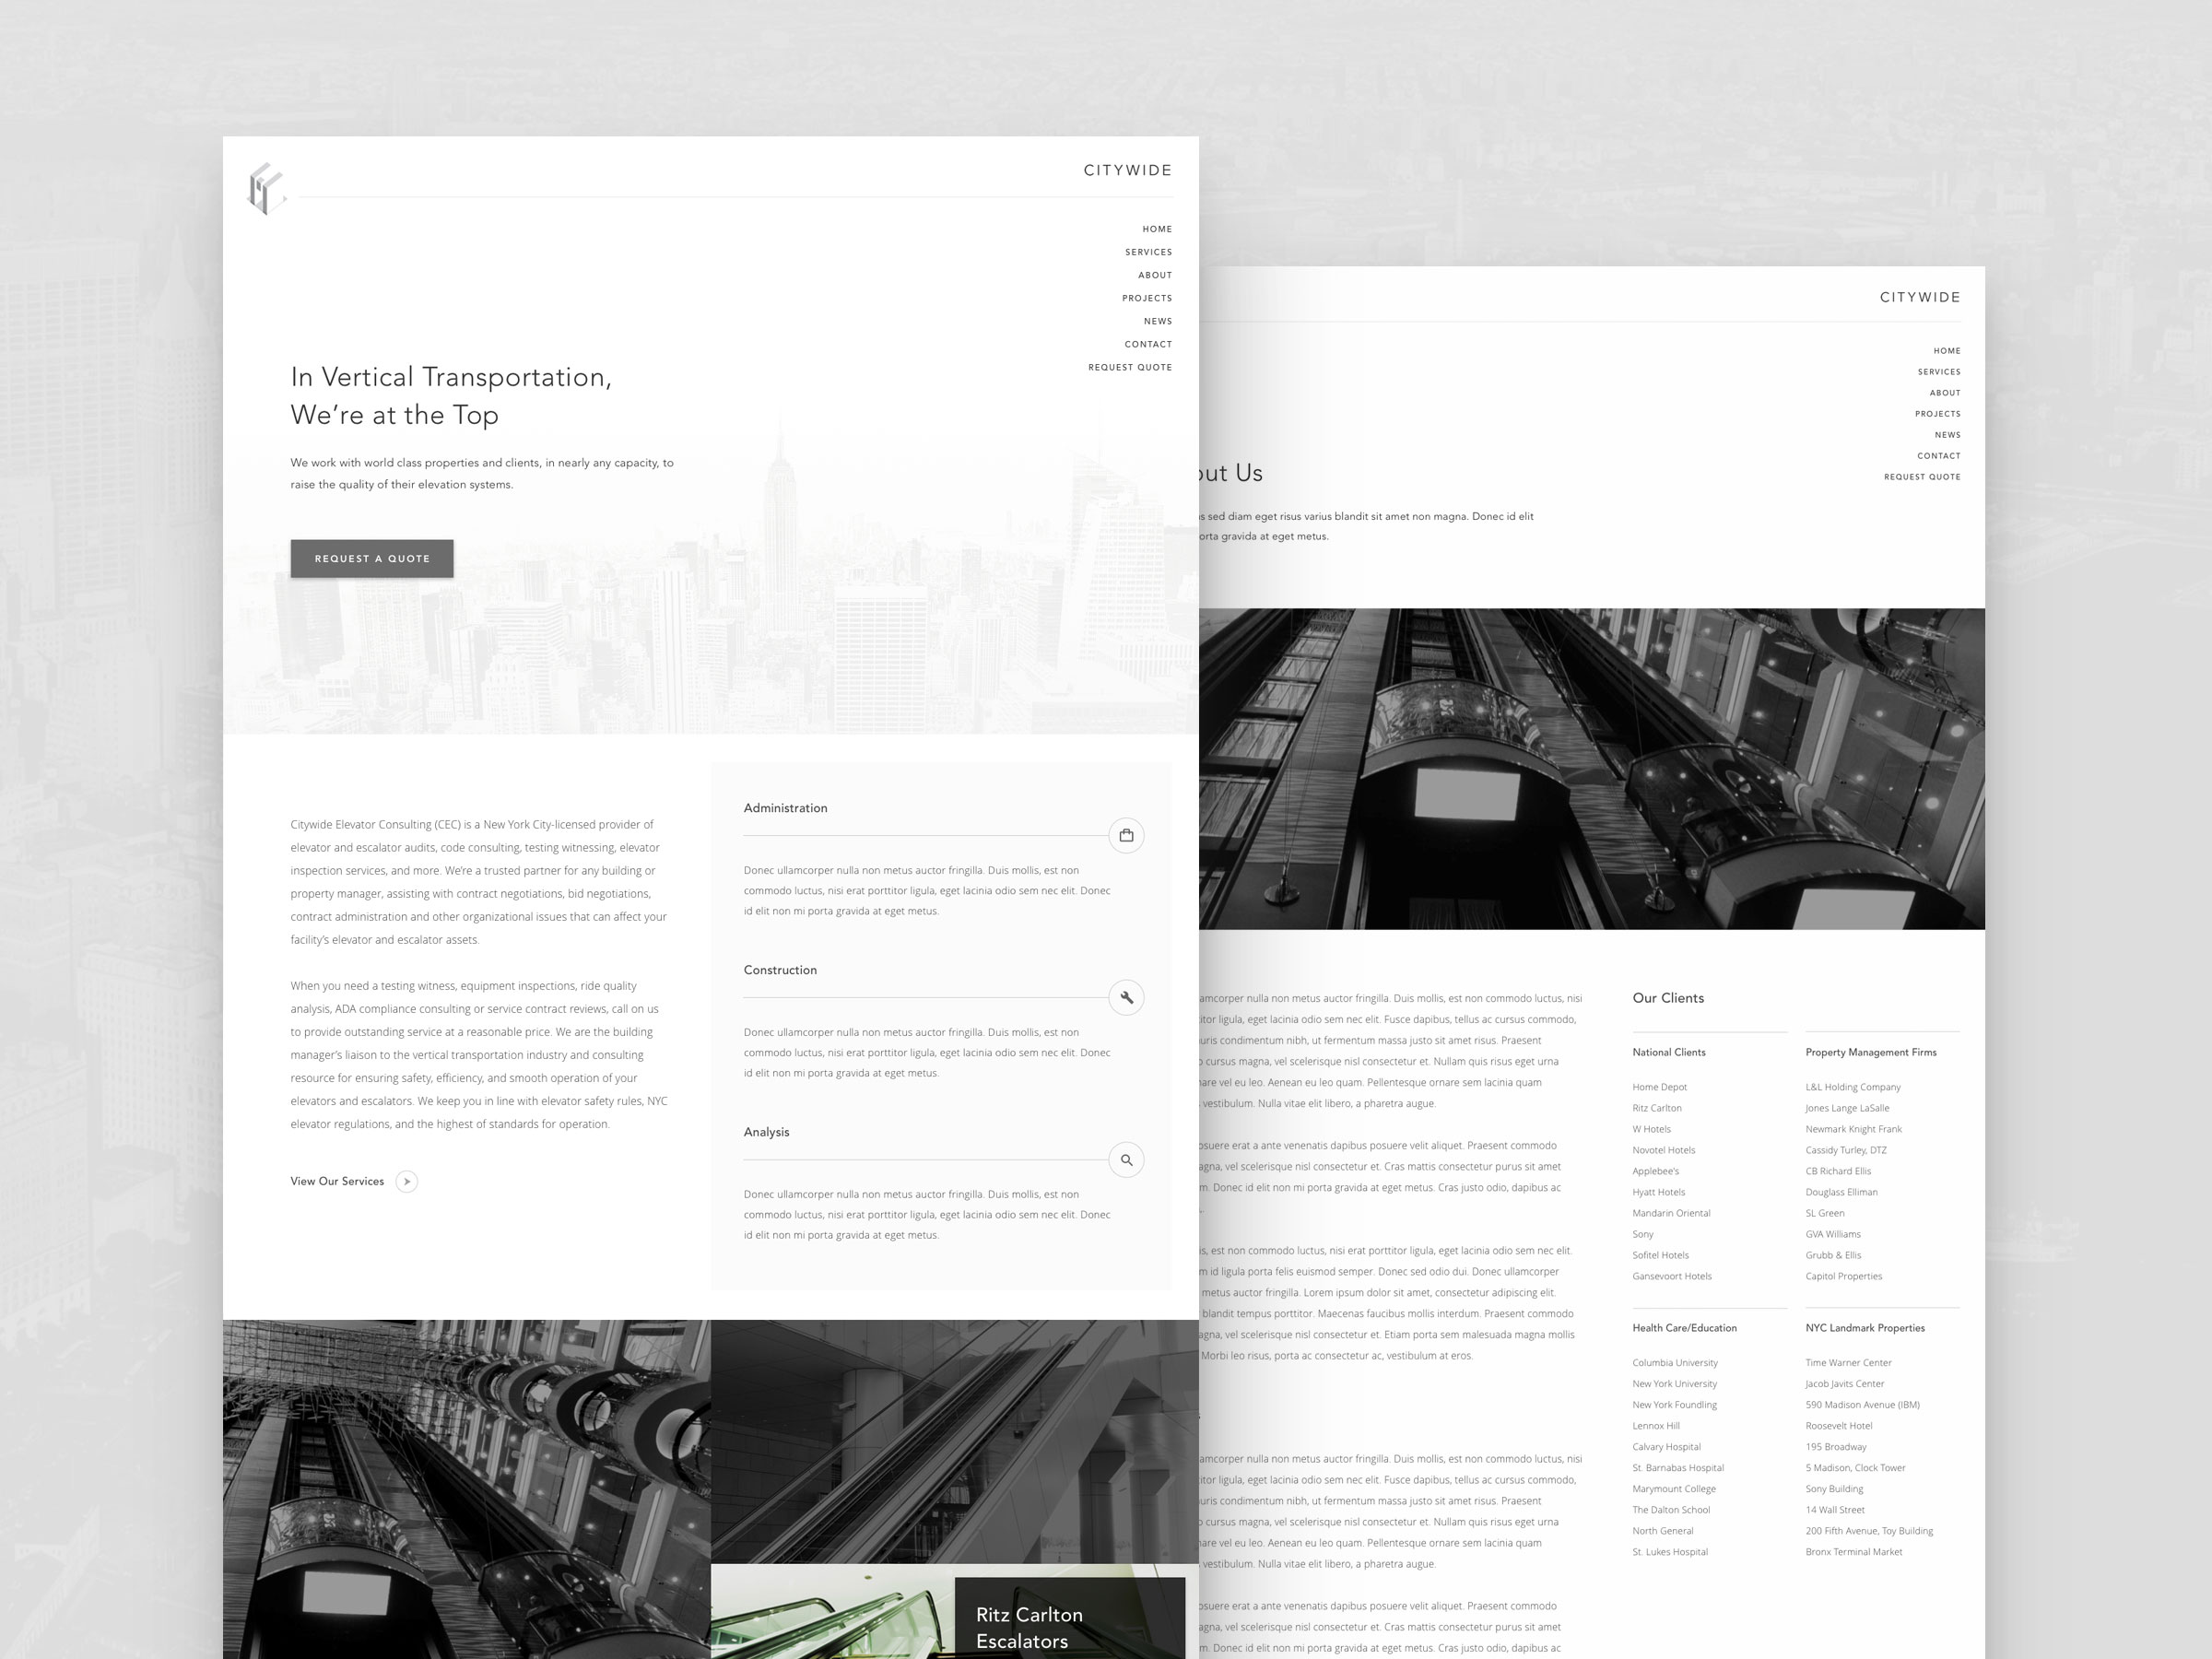 CITYWIDE
HOME
SERVICES
ABOUT
PROJECTS
NEWS
CONTACT
REQUEST QUOTE
In Vertical Transportation,
We’re at the Top
We work with world class properties and clients, in nearly any capacity, to
raise the quality of their elevation systems.
REQUEST A QUOTE
Citywide Elevator Consulting (CEC) is a New York City-licensed provider of
elevator and escalator audits, code consulting, testing witnessing, elevator
inspection services, and more. We’re a trusted partner for any building or
property manager, assisting with contract negotiations, bid negotiations,
contract administration and other organizational issues that can affect your
facility’s elevator and escalator assets.
When you need a testing witness, equipment inspections, ride quality
analysis, ADA compliance consulting or service contract reviews, call on us
to provide outstanding service at a reasonable price. We are the building
manager’s liaison to the vertical transportation industry and consulting
resource for ensuring safety, efficiency, and smooth operation of your
elevators and escalators. We keep you in line with elevator safety rules, NYC
elevator regulations, and the highest of standards for operation.
View Our Services
Administration
Donec ullamcorper nulla non metus auctor fringilla. Duis mollis, est non
commodo luctus, nisi erat porttitor ligula, eget lacinia odio sem nec elit. Donec
id elit non mi porta gravida at eget metus.
Construction
Donec ullamcorper nulla non metus auctor fringilla. Duis mollis, est non
commodo luctus, nisi erat porttitor ligula, eget lacinia odio sem nec elit. Donec
id elit non mi porta gravida at eget metus.
Analysis
Donec ullamcorper nulla non metus auctor fringilla. Duis mollis, est non
commodo luctus, nisi erat porttitor ligula, eget lacinia odio sem nec elit. Donec
id elit non mi porta gravida at eget metus.
Ritz Carlton
Escalators
CITYWIDE
HOME
SERVICES
ABOUT
PROJECTS
NEWS
CONTACT
REQUEST QUOTE
out Us
sed diam eget risus varius blandit sit amet non magna. Donec id elit
orta gravida at eget metus.
amcorper nulla non metus auctor fringilla. Duis mollis, est non commodo luctus, nisi
titor ligula, eget lacinia odio sem nec elit. Fusce dapibus, tellus ac cursus commodo,
uris condimentum nibh, ut fermentum massa justo sit amet risus. Praesent
cursus magna, vel scelerisque nisl consectetur et. Nullam quis risus eget urna
nare vel eu leo. Aenean eu leo quam. Pellentesque ornare sem lacinia quam
vestibulum. Nulla vitae elit libero, a pharetra augue.
osuere erat a ante venenatis dapibus posuere velit aliquet. Praesent commodo
agna, vel scelerisque nisl consectetur et. Cras mattis consectetur purus sit amet
m. Donec id elit non mi porta gravida at eget metus. Cras justo odio, dapibus ac
s, est non commodo luctus, nisi erat porttitor ligula, eget lacinia odio sem nec elit.
m id ligula porta felis euismod semper. Donec sed odio dui. Donec ullamcorper
metus auctor fringilla. Lorem ipsum dolor sit amet, consectetur adipiscing elit.
blandit tempus porttitor. Maecenas faucibus mollis interdum. Praesent commodo
agna, vel scelerisque nisl consectetur et. Etiam porta sem malesuada magna mollis
Morbi leo risus, porta ac consectetur ac, vestibulum at eros.
amcorper nulla non metus auctor fringilla. Duis mollis, est non commodo luctus, nisi
titor ligula, eget lacinia odio sem nec elit. Fusce dapibus, tellus ac cursus commodo,
uris condimentum nibh, ut fermentum massa justo sit amet risus. Praesent
cursus magna, vel scelerisque nisl consectetur et. Nullam quis risus eget urna
nare vel eu leo. Aenean eu leo quam. Pellentesque ornare sem lacinia quam
vestibulum. Nulla vitae elit libero, a pharetra augue.
osuere erat a ante venenatis dapibus posuere velit aliquet. Praesent commodo
agna, vel scelerisque nisl consectetur et. Cras mattis consectetur purus sit amet
m. Donec id elit non mi porta gravida at eget metus. Cras justo odio, dapibus ac
Our Clients
National Clients
Home Depot
Ritz Carlton
W Hotels
Novotel Hotels
Applebee's
Hyatt Hotels
Mandarin Oriental
Sony
Sofitel Hotels
Gansevoort Hotels
Property Management Firms
L&L Holding Company
Jones Lange LaSalle
Newmark Knight Frank
Cassidy Turley, DTZ
CB Richard Ellis
Douglass Elliman
SL Green
GVA Williams
Grubb & Ellis
Capitol Properties
Health Care/Education
Columbia University
New York University
New York Foundling
Lennox Hill
Calvary Hospital
St. Barnabas Hospital
Marymount College
The Dalton School
North General
St. Lukes Hospital
NYC Landmark Properties
Time Warner Center
Jacob Javits Center
590 Madison Avenue (IBM)
Roosevelt Hotel
195 Broadway
5 Madison, Clock Tower
Sony Building
14 Wall Street
200 Fifth Avenue, Toy Building
Bronx Terminal Market